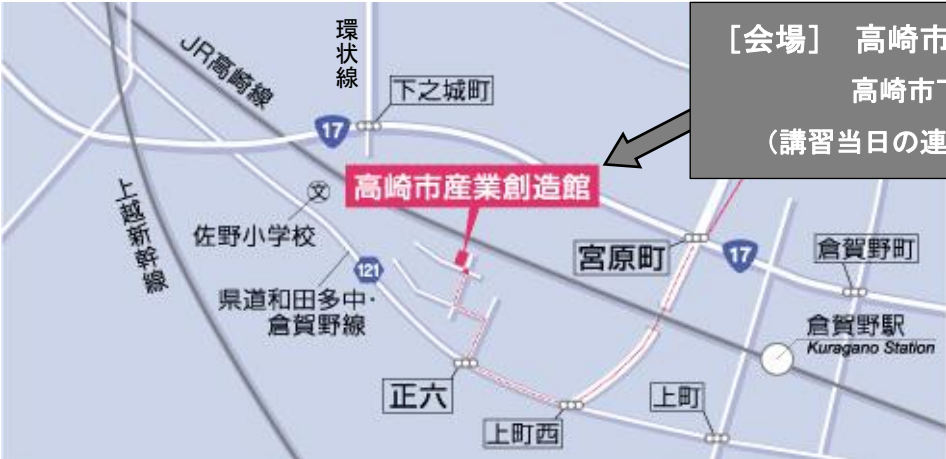 環状線
JR高崎線
下之城町
17
[会場] 高崎市
高崎市
(講習当日の連
高崎市産業創造館
上越新幹線
佐野小学校
文
121
県道和田多中・
倉賀野線
宮原町
17
倉賀野町
倉賀野駅
Kuragano Station
正六
上町西
上町